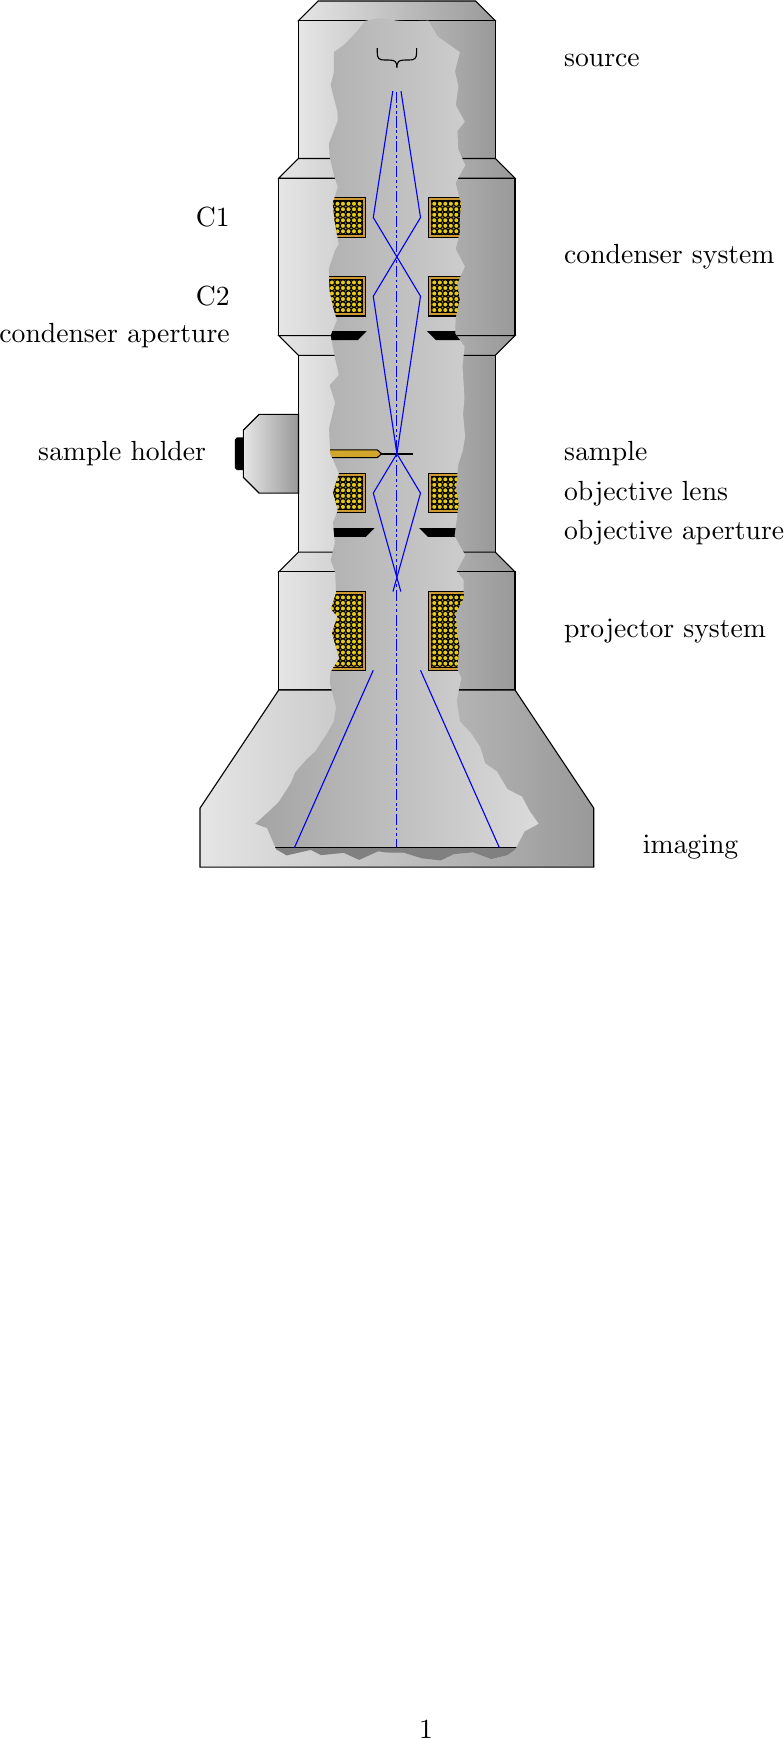 source
C1
condenser system
C2
condenser aperture
sample holder
sample
objective lens
objective aperture
projector system
imaging
1